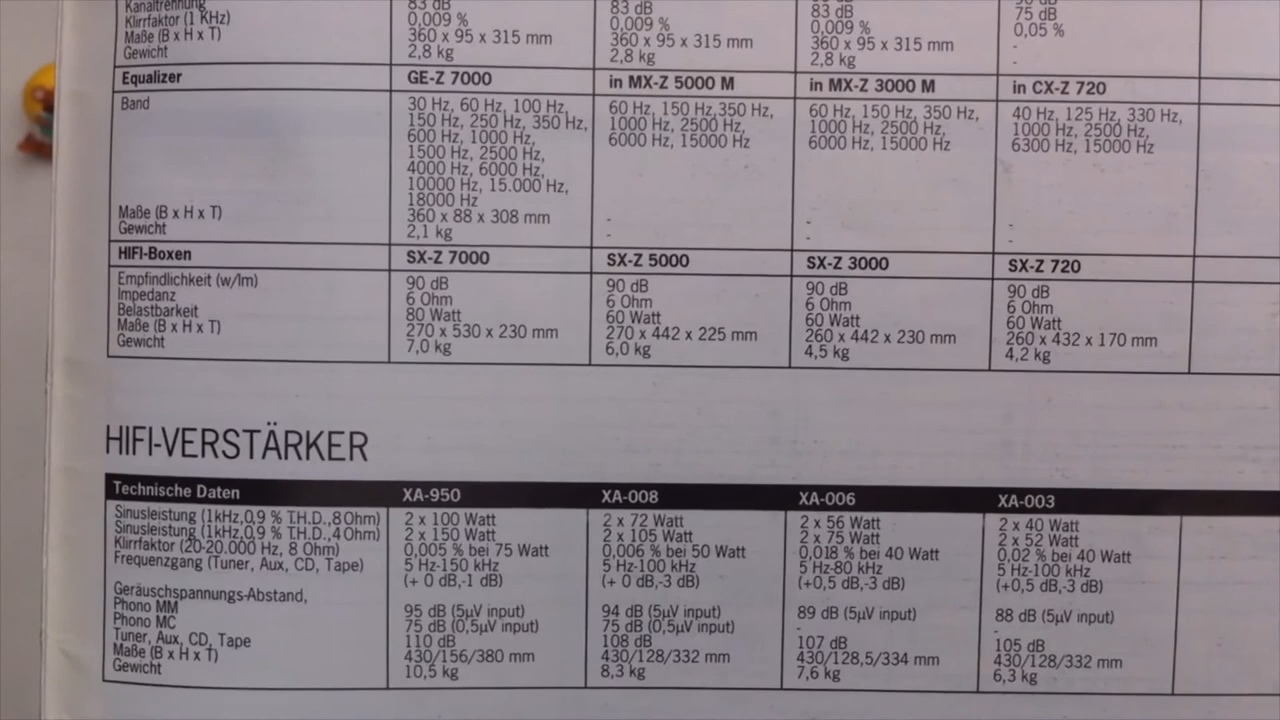 Kanaltrennung 83 dB 83 dB 83 dB 75 dB
Klirrfaktor (1 KHz) 0,009 % 0,009 % 0,009 % 0,05 %
Maße (B x H x T) 360 x 95 x 315 mm 360 x 95 x 315 mm 360 x 95 x 315 mm -
Gewicht 2,8 kg 2,8 kg 2,8 kg -
Equalizer GE-Z 7000 in MX-Z 5000 M in MX-Z 3000 M in CX-Z 720
Band 30 Hz, 60 Hz, 100 Hz, 60 Hz, 150 Hz,350 Hz, 60 Hz, 150 Hz, 350 Hz, 40 Hz, 125 Hz, 330 Hz,
150 Hz, 250 Hz, 350 Hz, 1000 Hz, 2500 Hz, 1000 Hz, 2500 Hz, 1000 Hz, 2500 Hz,
600 Hz, 1000 Hz, 6000 Hz, 15000 Hz 6000 Hz, 15000 Hz 6300 Hz, 15000 Hz
1500 Hz, 2500 Hz,
4000 Hz, 6000 Hz,
10000 Hz, 15.000 Hz,
18000 Hz
Maße (B x H x T) 360 x 88 x 308 mm - - -
Gewicht 2,1 kg - - -
HIFI-Boxen SX-Z 7000 SX-Z 5000 SX-Z 3000 SX-Z 720
Empfindlichkeit (w/lm) 90 dB 90 dB 90 dB 90 dB
Impedanz 6 Ohm 6 Ohm 6 Ohm 6 Ohm
Belastbarkeit 80 Watt 60 Watt 60 Watt 60 Watt
Maße (B x H x T) 270 x 530 x 230 mm 270 x 442 x 225 mm 260 x 442 x 230 mm 260 x 432 x 170 mm
Gewicht 7,0 kg 6,0 kg 4,5 kg 4,2 kg
HIFI-VERSTÄRKER
Technische Daten XA-950 XA-008 XA-006 XA-003
Sinusleistung (1kHz,0,9 % T.H.D.,8Ohm) 2 x 100 Watt 2 x 72 Watt 2 x 56 Watt 2 x 40 Watt
Sinusleistung (1kHz,0,9 % T.H.D.,4Ohm) 2 x 150 Watt 2 x 105 Watt 2 x 75 Watt 2 x 52 Watt
Klirrfaktor (20-20.000 Hz, 8 Ohm) 0,005 % bei 75 Watt 0,006 % bei 50 Watt 0,018 % bei 40 Watt 0,02 % bei 40 Watt
Frequenzgang (Tuner, Aux, CD, Tape) 5 Hz-150 kHz 5 Hz-100 kHz 5 Hz-80 kHz 5 Hz-100 kHz
(+ 0 dB,-1 dB) (+ 0 dB,-3 dB) (+0,5 dB,-3 dB) (+0,5 dB,-3 dB)
Geräuschspannungs-Abstand,
Phono MM 95 dB (5µV input) 94 dB (5µV input) 89 dB (5µV input) 88 dB (5µV input)
Phono MC 75 dB (0,5µV input) 75 dB (0,5µV input) - -
Tuner, Aux, CD, Tape 110 dB 108 dB 107 dB 105 dB
Maße (B x H x T) 430/156/380 mm 430/128/332 mm 430/128,5/334 mm 430/128/332 mm
Gewicht 10,5 kg 8,3 kg 7,6 kg 6,3 kg